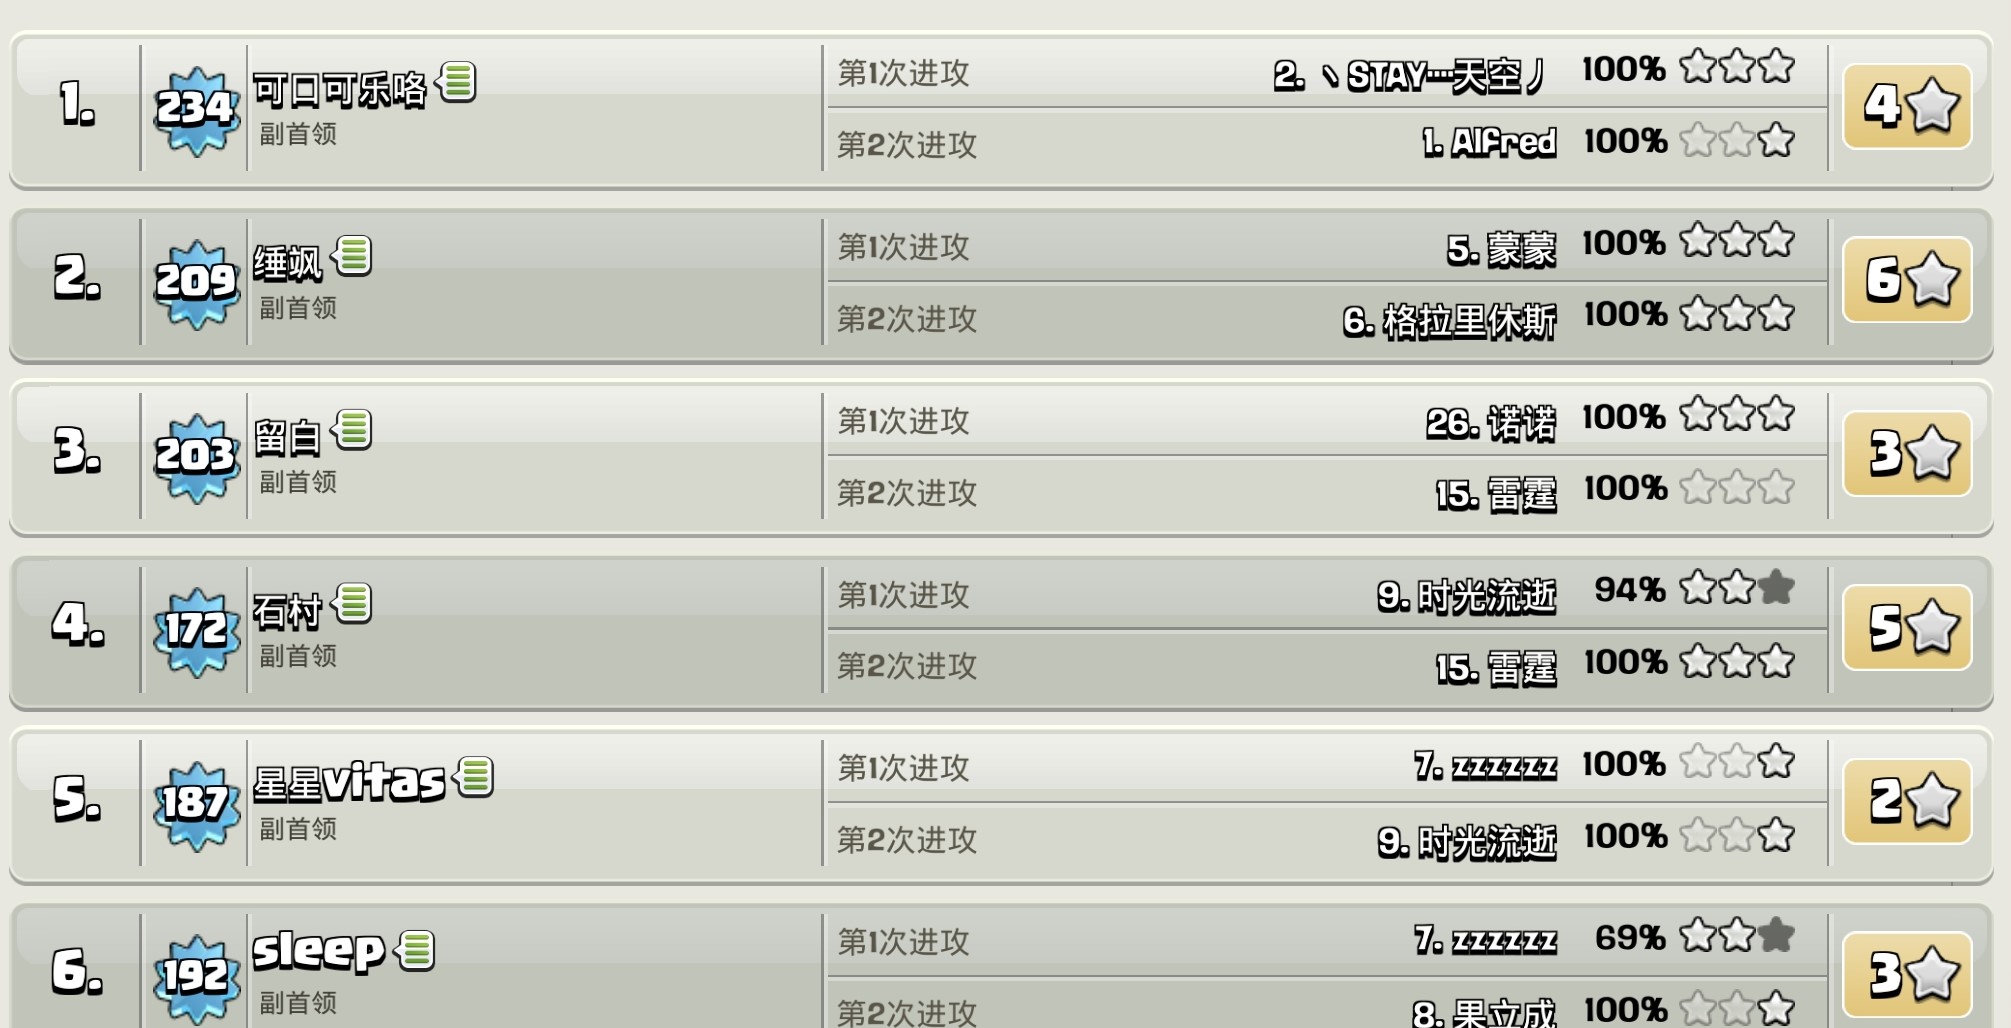 1. 234 可口可乐咯 副首领 第1次进攻 2. 丶STAY┈天空丿 100% 4
第2次进攻 1. Alfred 100%
2. 209 缍飒 副首领 第1次进攻 5. 蒙蒙 100% 6
第2次进攻 6. 格拉里休斯 100%
3. 203 留白 副首领 第1次进攻 26. 诺诺 100% 3
第2次进攻 15. 雷霆 100%
4. 172 石村 副首领 第1次进攻 9. 时光流逝 94% 5
第2次进攻 15. 雷霆 100%
5. 187 星星vitas 副首领 第1次进攻 7. zzzzzz 100% 2
第2次进攻 9. 时光流逝 100%
6. 192 sleep 副首领 第1次进攻 7. zzzzzz 69% 3
第2次进攻 8. 果立成 100%